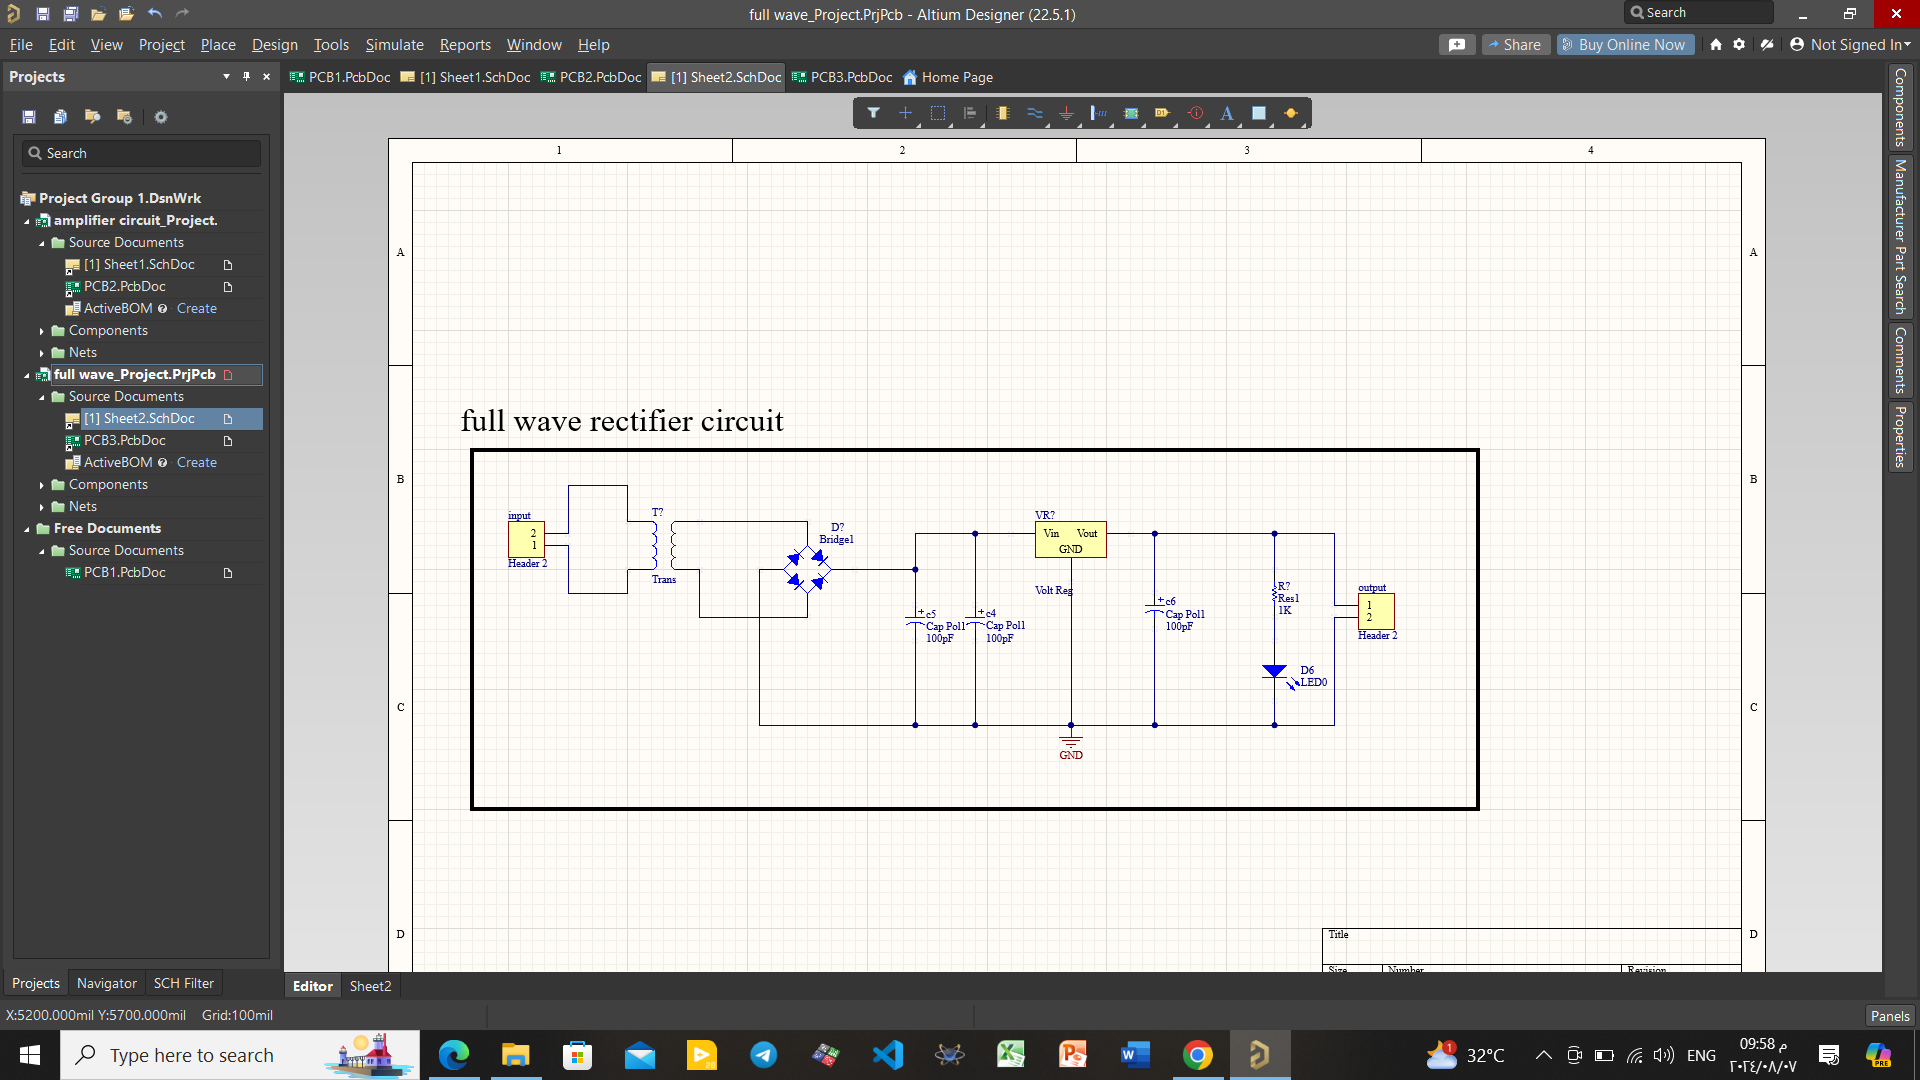 full wave_Project.PrjPcb - Altium Designer (22.5.1)
Search
File Edit View Project Place Design Tools Simulate Reports Window Help
Share
Buy Online Now
Not Signed In
Projects
PCB1.PcbDoc
[1] Sheet1.SchDoc
PCB2.PcbDoc
[1] Sheet2.SchDoc
PCB3.PcbDoc
Home Page
Search
Project Group 1.DsnWrk
amplifier circuit_Project.
Source Documents
[1] Sheet1.SchDoc
PCB2.PcbDoc
ActiveBOM Create
Components
Nets
full wave_Project.PrjPcb
Source Documents
[1] Sheet2.SchDoc
PCB3.PcbDoc
ActiveBOM Create
Components
Nets
Free Documents
Source Documents
PCB1.PcbDoc
1 2 3 4
A A
B B
C C
D D
full wave rectifier circuit
input
2
1
Header 2
T?
Trans
D?
Bridge1
c5
Cap Pol1
100pF
c4
Cap Pol1
100pF
VR?
Vin Vout
GND
Volt Reg
c6
Cap Pol1
100pF
R?
Res1
1K
D6
LED0
output
1
2
Header 2
GND
Title
Size Number Revision
Components
Manufacturer Part Search
Comments
Properties
Projects Navigator SCH Filter
Editor Sheet2
X:5200.000mil Y:5700.000mil Grid:100mil
Panels
Type here to search
32°C
ENG
09:58 م
٢٠٢٤/٠٨/٠٧